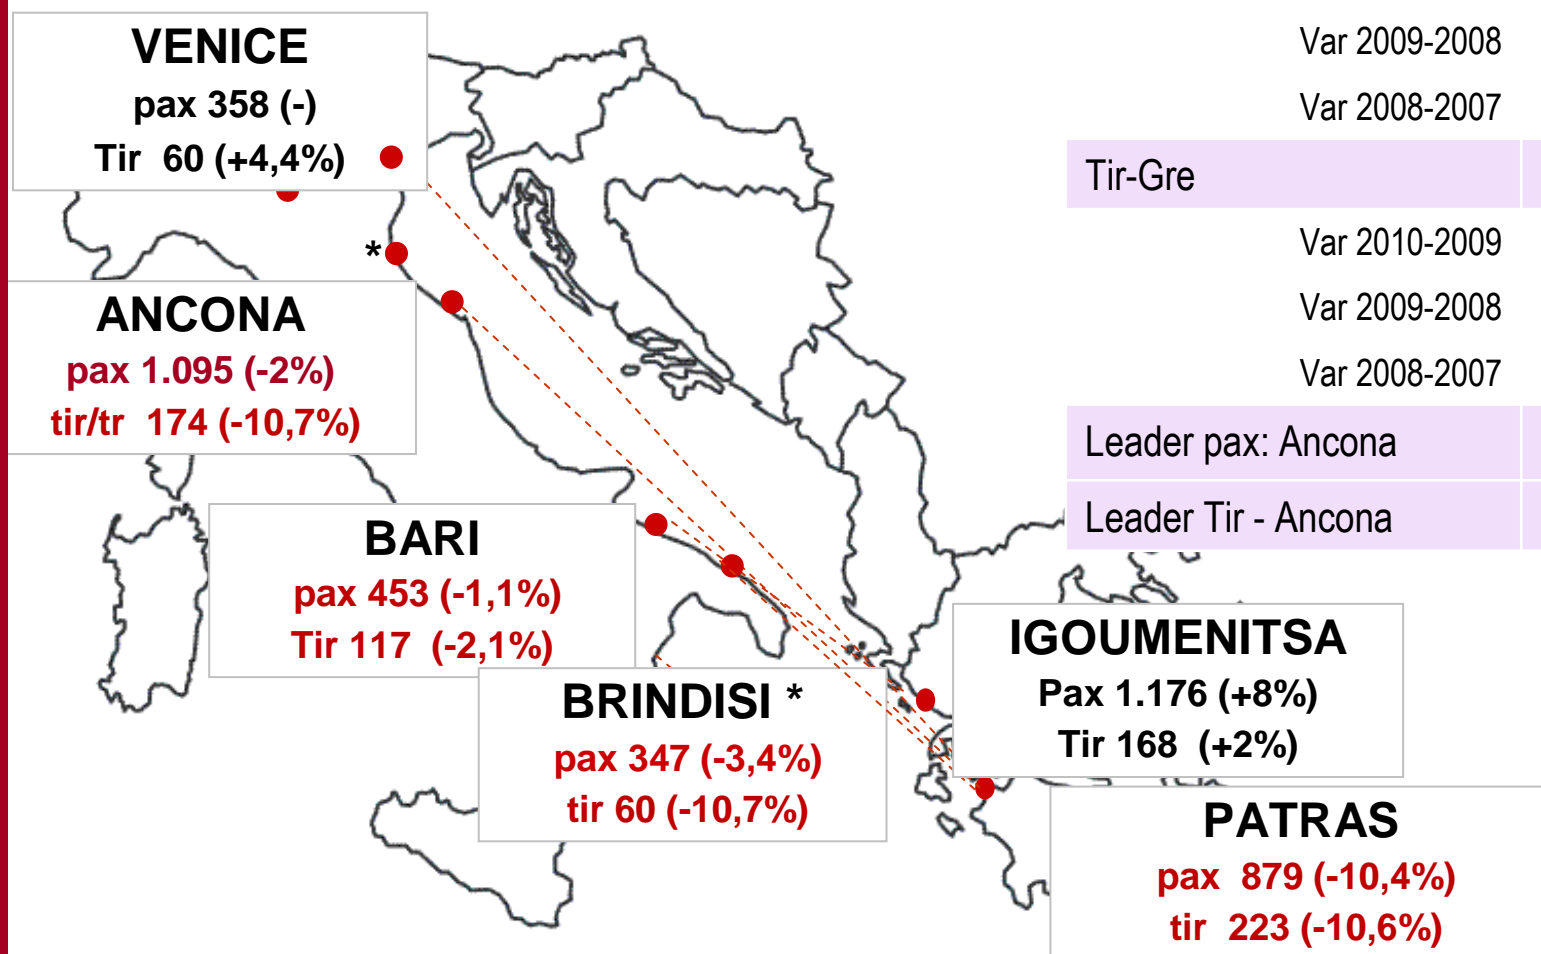 VENICE
pax 358 (-)
Tir 60 (+4,4%)
*
ANCONA
pax 1.095 (-2%)
tir/tr 174 (-10,7%)
BARI
pax 453 (-1,1%)
Tir 117 (-2,1%)
BRINDISI *
pax 347 (-3,4%)
tir 60 (-10,7%)
IGOUMENITSA
Pax 1.176 (+8%)
Tir 168 (+2%)
PATRAS
pax 879 (-10,4%)
tir 223 (-10,6%)
Var 2009-2008
Var 2008-2007
Tir-Gre
Var 2010-2009
Var 2009-2008
Var 2008-2007
Leader pax: Ancona
Leader Tir - Ancona